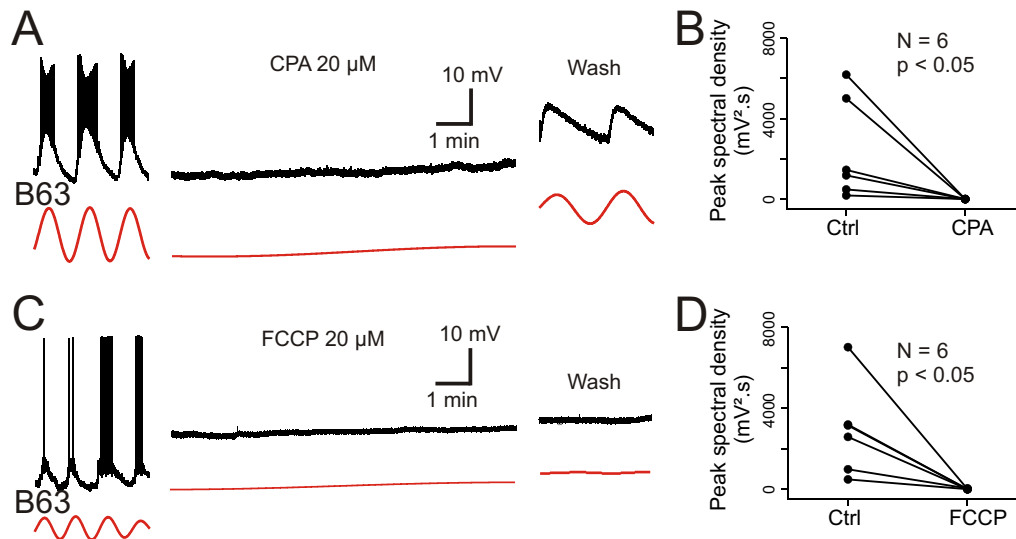 A
CPA 20 µM
10 mV
1 min
Wash
B63
B
Peak spectral density
(mV².s)
8000
4000
0
N = 6
p < 0.05
Ctrl
CPA
C
FCCP 20 µM
10 mV
1 min
Wash
B63
D
Peak spectral density
(mV².s)
8000
4000
0
N = 6
p < 0.05
Ctrl
FCCP